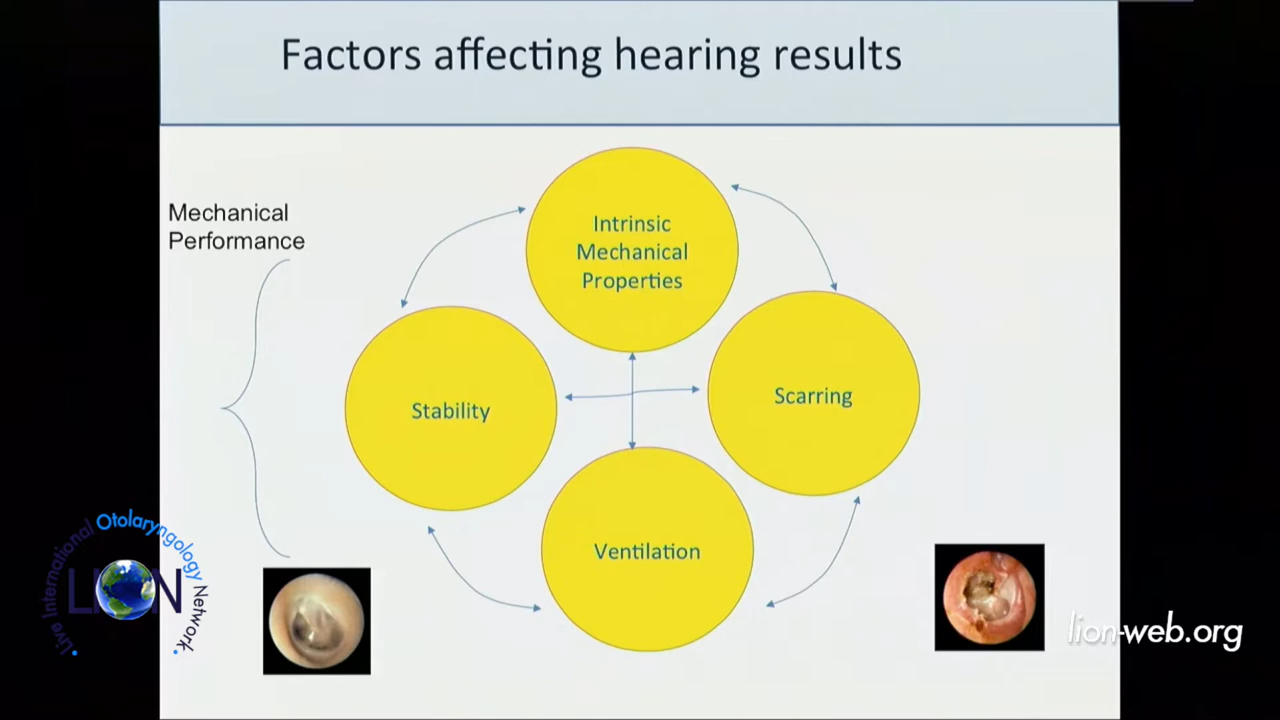 Factors affecting hearing results
Mechanical
Performance
Intrinsic
Mechanical
Properties
Stability
Scarring
Ventilation
Live International Otolaryngology Network
LION
lion-web.org